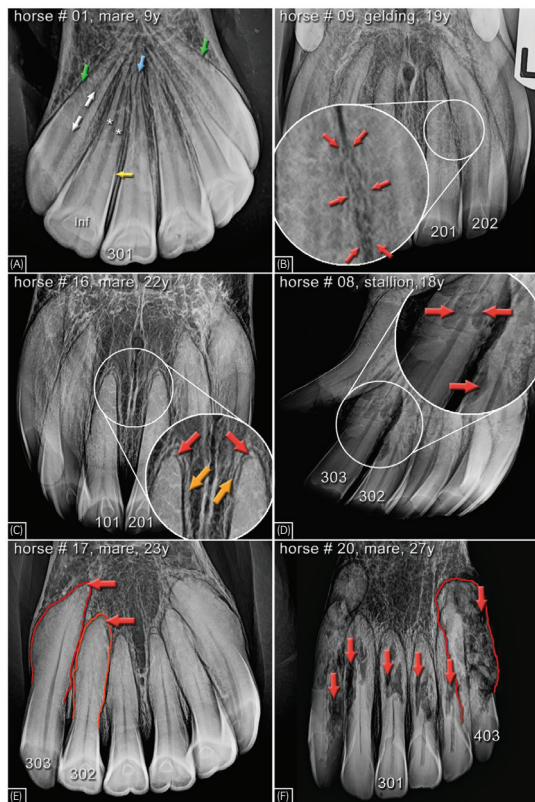 horse # 01, mare, 9y
Inf
301
(A)
horse # 09, gelding, 19y
L
201
202
(B)
horse # 16, mare, 22y
101
201
(C)
horse # 08, stallion, 18y
303
302
(D)
horse # 17, mare, 23y
303
302
(E)
horse # 20, mare, 27y
301
403
(F)